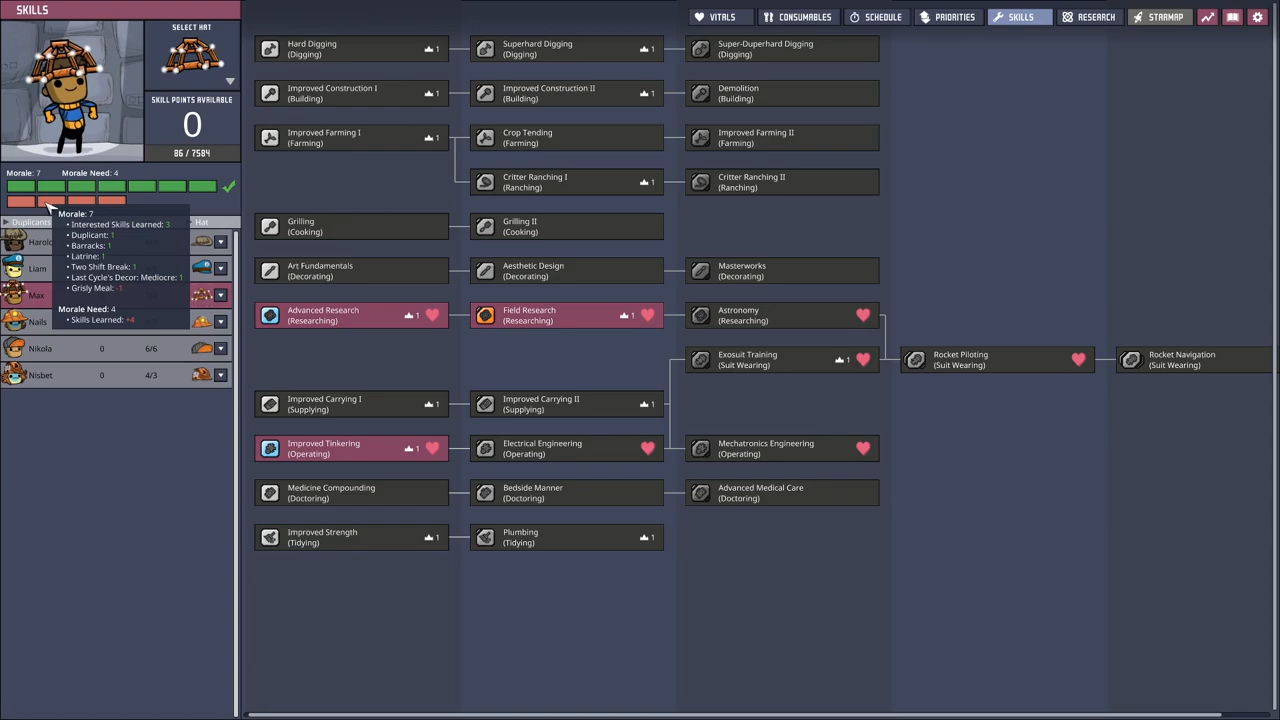 SKILLS
VITALS
CONSUMABLES
SCHEDULE
PRIORITIES
SKILLS
RESEARCH
STARMAP
SELECT HAT
SKILL POINTS AVAILABLE
0
86 / 7584
Morale: 7
Morale Need: 4
Duplicants
Hat
Harold
Liam
Max
Nails
Nikola 0 6/6
Nisbet 0 4/3
Morale: 7
• Interested Skills Learned: 3
• Duplicant: 1
• Barracks: 1
• Latrine: 1
• Two Shift Break: 1
• Last Cycle's Decor: Mediocre: 1
• Grisly Meal: -1
Morale Need: 4
• Skills Learned: +4
Hard Digging
(Digging)
1
Superhard Digging
(Digging)
1
Super-Duperhard Digging
(Digging)
Improved Construction I
(Building)
1
Improved Construction II
(Building)
1
Demolition
(Building)
Improved Farming I
(Farming)
1
Crop Tending
(Farming)
Improved Farming II
(Farming)
Critter Ranching I
(Ranching)
1
Critter Ranching II
(Ranching)
Grilling
(Cooking)
Grilling II
(Cooking)
Art Fundamentals
(Decorating)
Aesthetic Design
(Decorating)
Masterworks
(Decorating)
Advanced Research
(Researching)
1
Field Research
(Researching)
1
Astronomy
(Researching)
Exosuit Training
(Suit Wearing)
1
Rocket Piloting
(Suit Wearing)
Rocket Navigation
(Suit Wearing)
Improved Carrying I
(Supplying)
1
Improved Carrying II
(Supplying)
1
Improved Tinkering
(Operating)
1
Electrical Engineering
(Operating)
Mechatronics Engineering
(Operating)
Medicine Compounding
(Doctoring)
Bedside Manner
(Doctoring)
Advanced Medical Care
(Doctoring)
Improved Strength
(Tidying)
1
Plumbing
(Tidying)
1